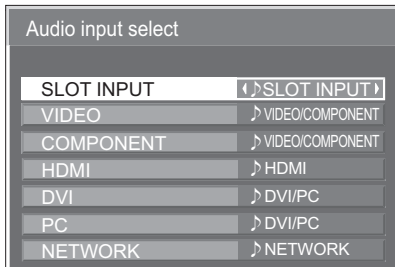 Audio input select
SLOT INPUT ♪SLOT INPUT
VIDEO ♪VIDEO/COMPONENT
COMPONENT ♪VIDEO/COMPONENT
HDMI ♪HDMI
DVI ♪DVI/PC
PC ♪DVI/PC
NETWORK ♪NETWORK